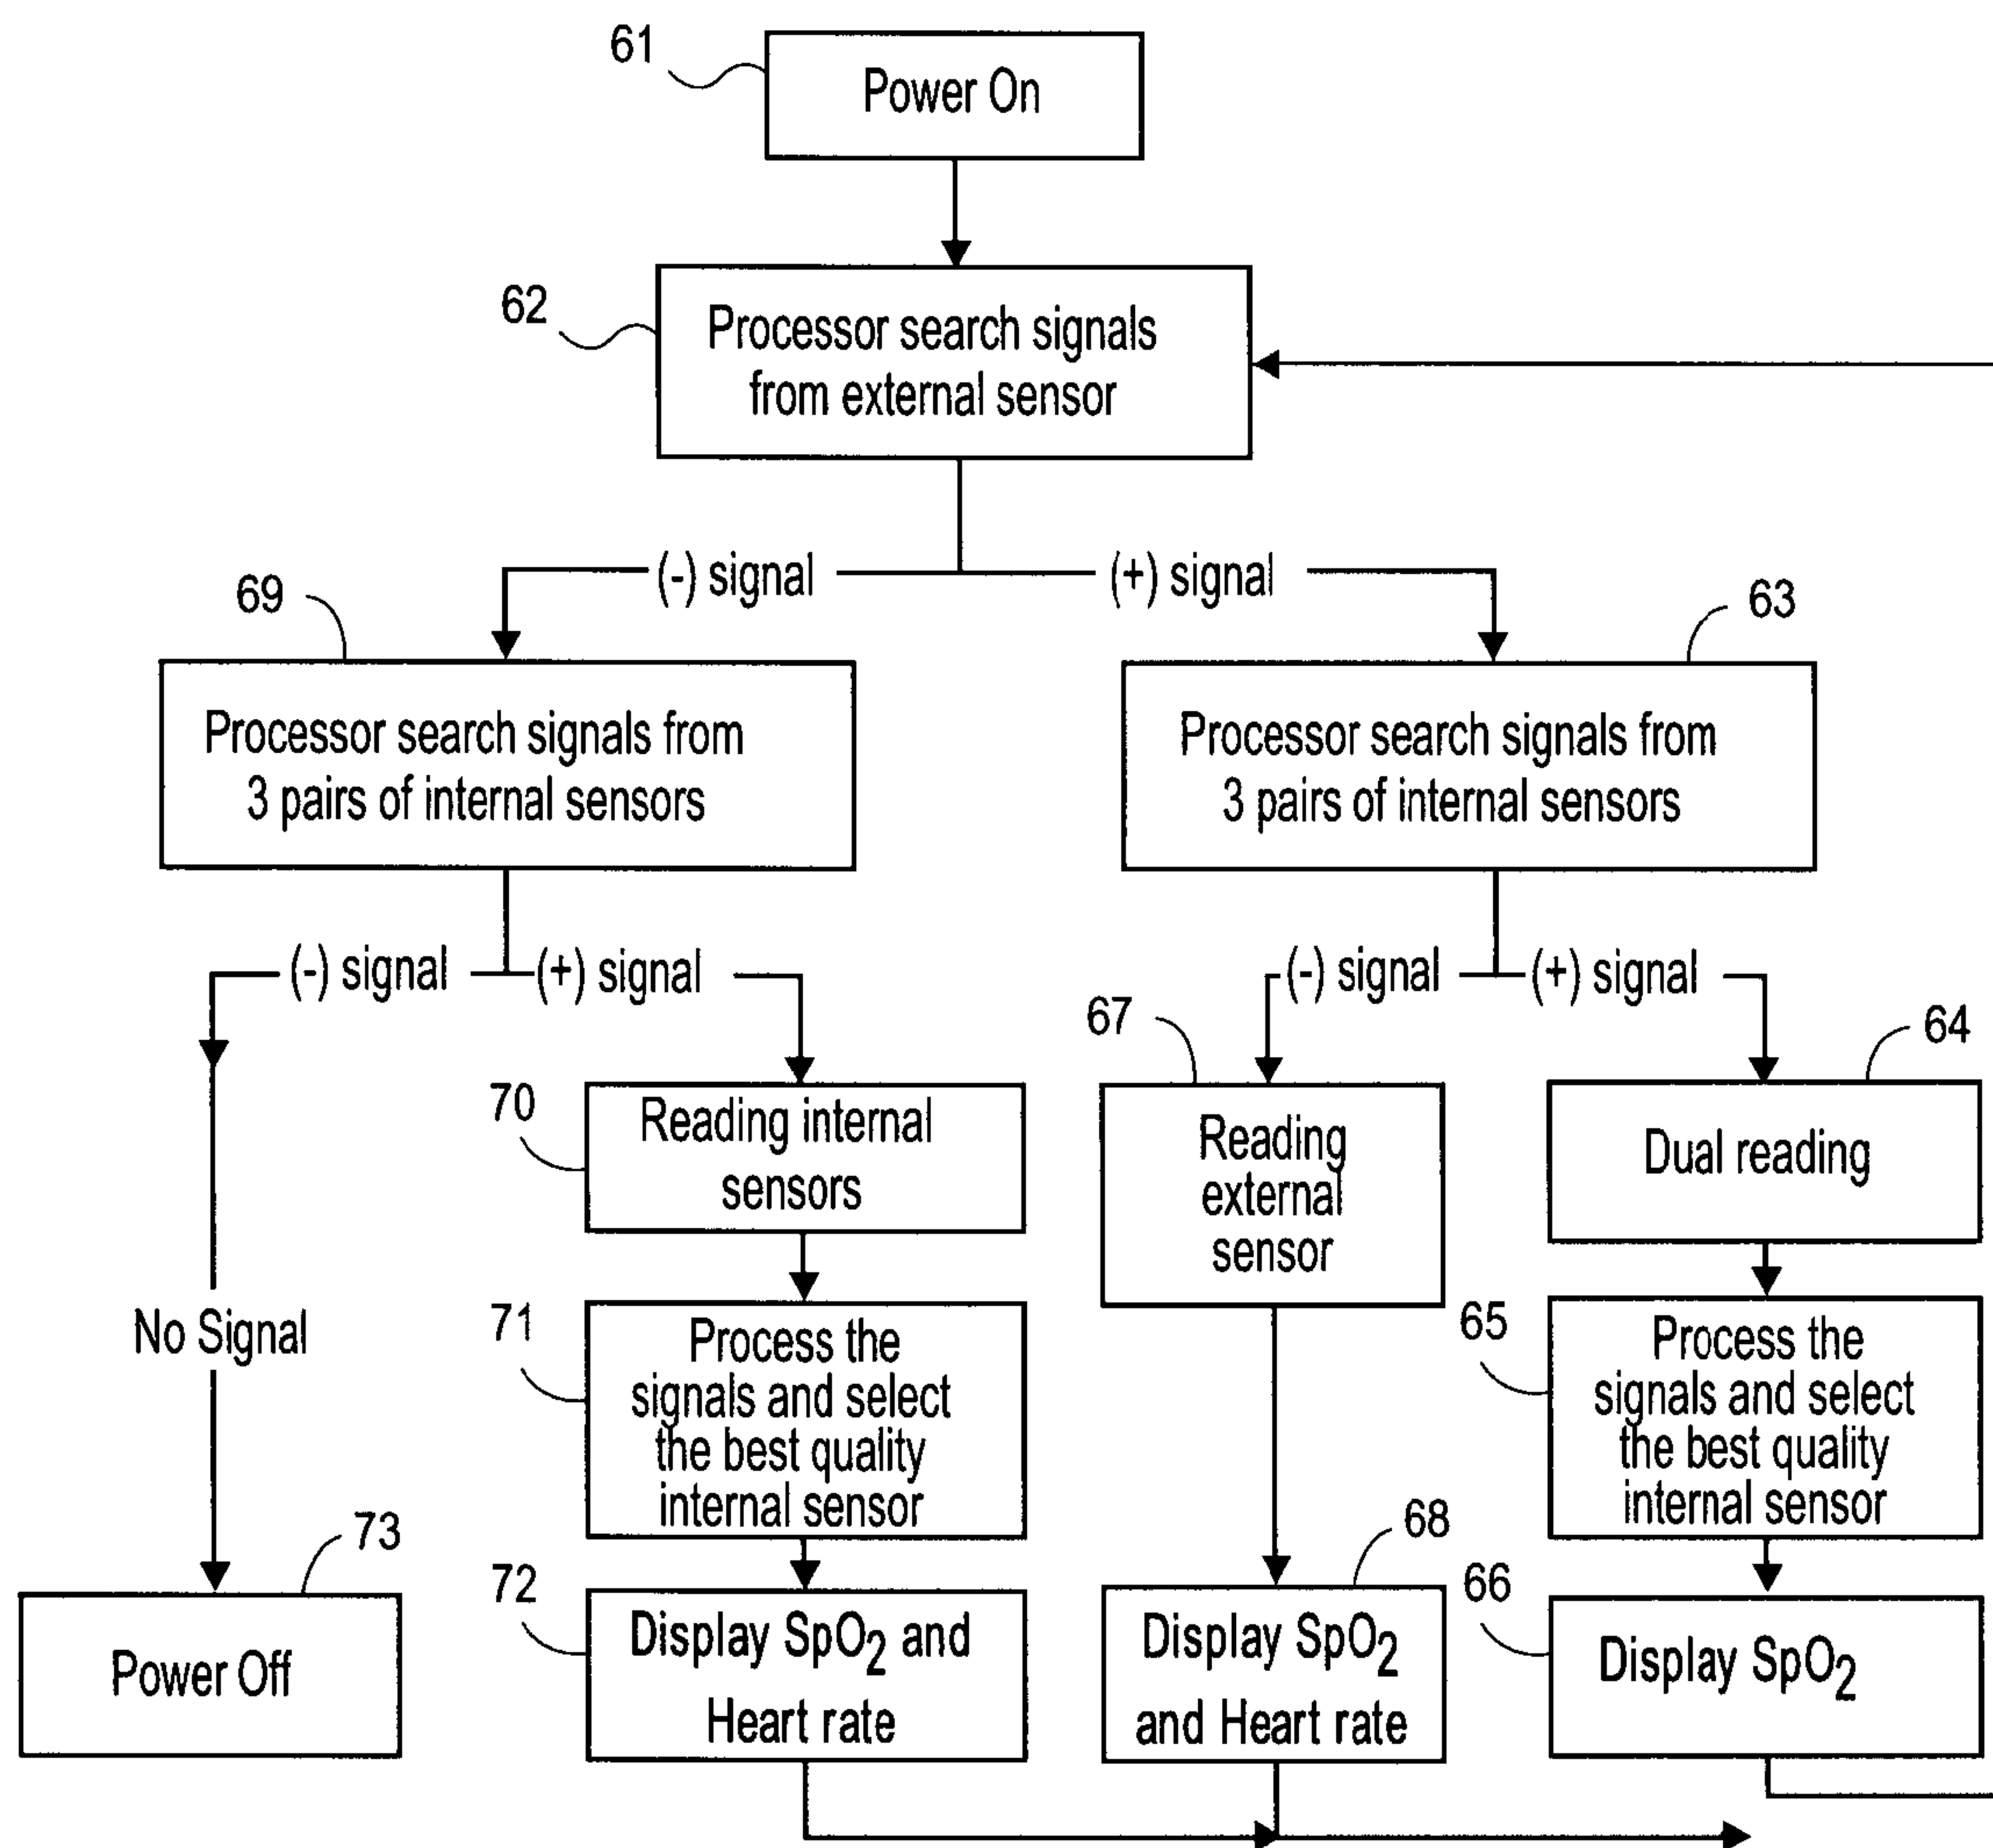 61
Power On
62
Processor search signals
from external sensor
(-) signal
(+) signal
69
63
Processor search signals from
3 pairs of internal sensors
Processor search signals from
3 pairs of internal sensors
(-) signal
(+) signal
(-) signal
(+) signal
67
64
70
Reading internal
sensors
Reading
external
sensor
Dual reading
No Signal
71
Process the
signals and select
the best quality
internal sensor
65
Process the
signals and select
the best quality
internal sensor
73
Power Off
72
Display SpO2 and
Heart rate
68
Display SpO2
and Heart rate
66
Display SpO2